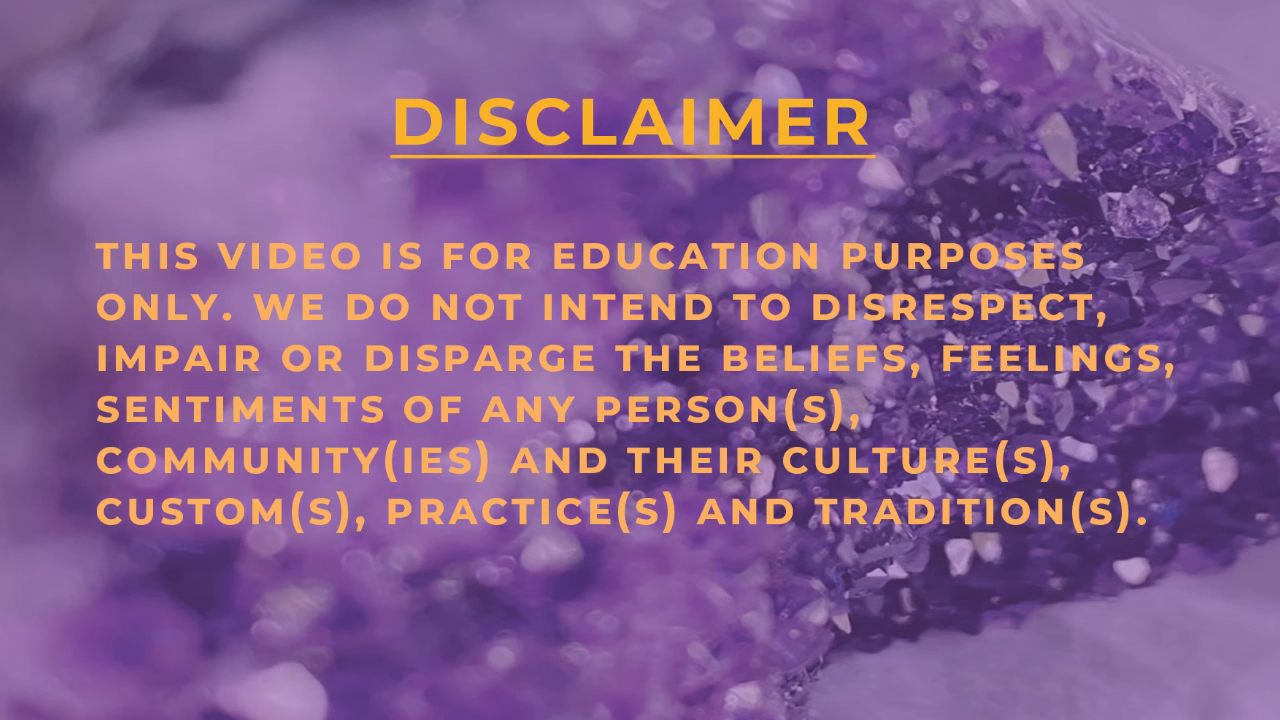 DISCLAIMER
THIS VIDEO IS FOR EDUCATION PURPOSES
ONLY. WE DO NOT INTEND TO DISRESPECT,
IMPAIR OR DISPARGE THE BELIEFS, FEELINGS,
SENTIMENTS OF ANY PERSON(S),
COMMUNITY(IES) AND THEIR CULTURE(S),
CUSTOM(S), PRACTICE(S) AND TRADITION(S).